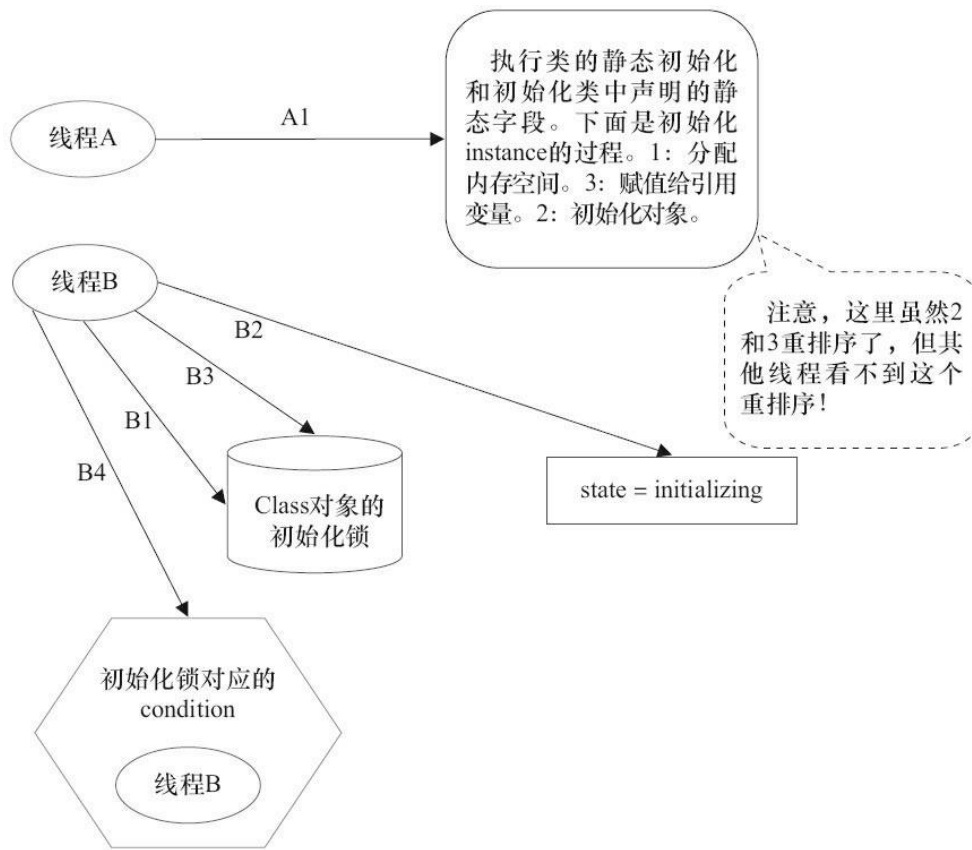 执行类的静态初始化
和初始化类中声明的静
态字段。下面是初始化
instance的过程。1：分配
内存空间。3：赋值给引用
变量。2：初始化对象。
线程A
A1
线程B
注意，这里虽然2
和3重排序了，但其
他线程看不到这个
重排序！
B2
B3
B1
B4
Class对象的
初始化锁
state = initializing
初始化锁对应的
condition
线程B